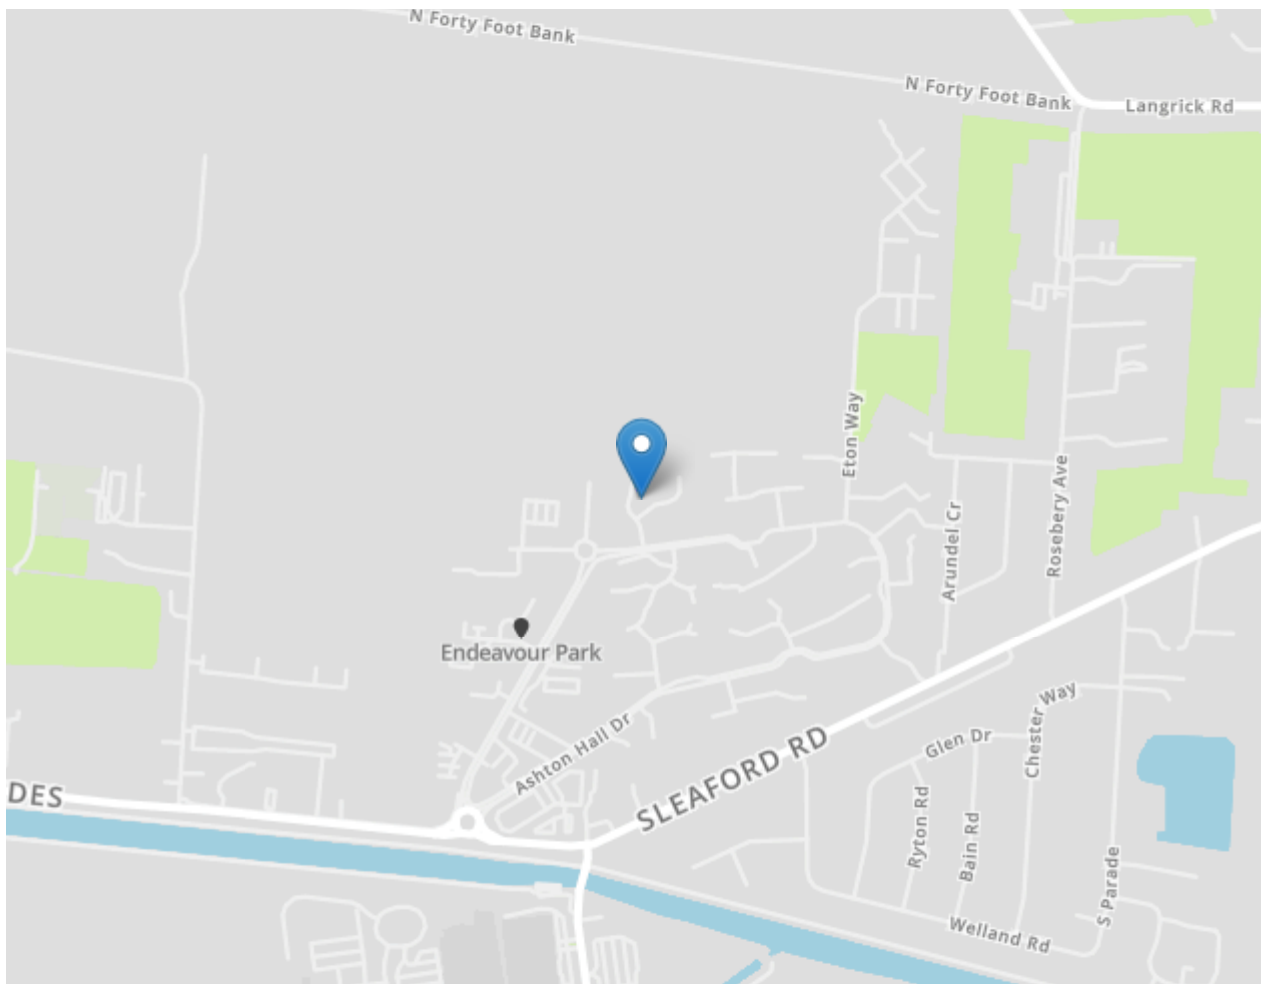 N Forty Foot Bank
N Forty Foot Bank
Langrick Rd
Eton Way
Rosebery Ave
Arundel Cr
Endeavour Park
Ashton Hall Dr
SLEAFORD RD
Chester Way
Glen Dr
DES
Ryton Rd
Bain Rd
S Parade
Welland Rd